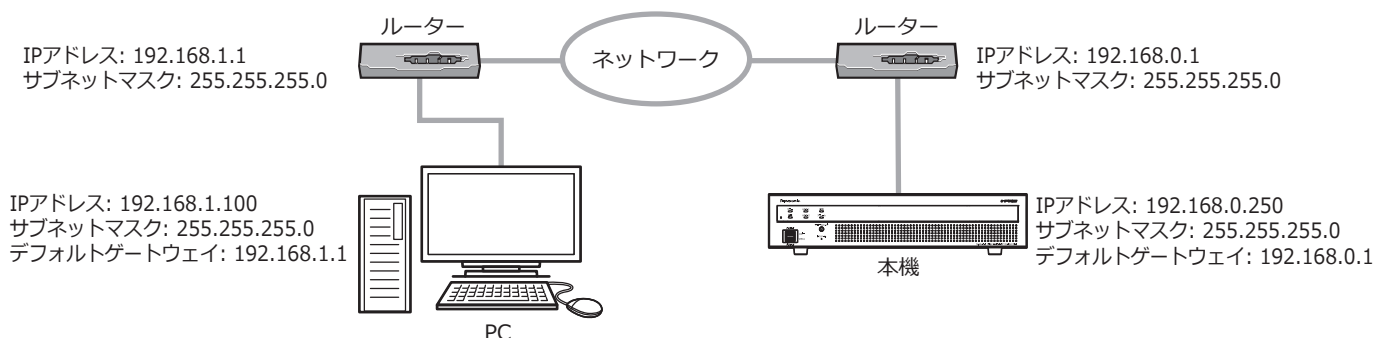 ルーター
ルーター
IPアドレス: 192.168.1.1
サブネットマスク: 255.255.255.0
ネットワーク
IPアドレス: 192.168.0.1
サブネットマスク: 255.255.255.0
IPアドレス: 192.168.1.100
サブネットマスク: 255.255.255.0
デフォルトゲートウェイ: 192.168.1.1
Panasonic
IPアドレス: 192.168.0.250
サブネットマスク: 255.255.255.0
デフォルトゲートウェイ: 192.168.0.1
本機
PC